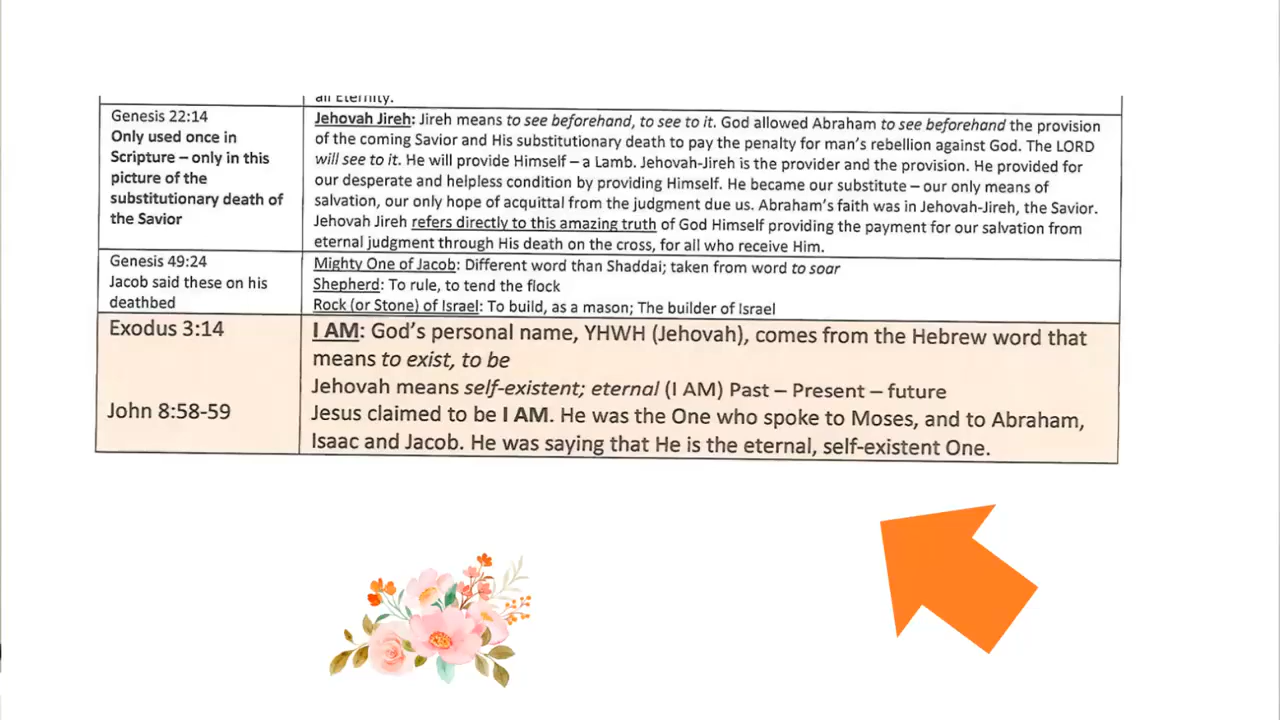 all Eternity.
Genesis 22:14
Only used once in
Scripture – only in this
picture of the
substitutionary death of
the Savior
Jehovah Jireh: Jireh means to see beforehand, to see to it. God allowed Abraham to see beforehand the provision
of the coming Savior and His substitutionary death to pay the penalty for man's rebellion against God. The LORD
will see to it. He will provide Himself – a Lamb. Jehovah-Jireh is the provider and the provision. He provided for
our desperate and helpless condition by providing Himself. He became our substitute – our only means of
salvation, our only hope of acquittal from the judgment due us. Abraham's faith was in Jehovah-Jireh, the Savior.
Jehovah Jireh refers directly to this amazing truth of God Himself providing the payment for our salvation from
eternal judgment through His death on the cross, for all who receive Him.
Genesis 49:24
Jacob said these on his
deathbed
Mighty One of Jacob: Different word than Shaddai; taken from word to soar
Shepherd: To rule, to tend the flock
Rock (or Stone) of Israel: To build, as a mason; The builder of Israel
Exodus 3:14
I AM: God's personal name, YHWH (Jehovah), comes from the Hebrew word that
means to exist, to be
Jehovah means self-existent; eternal (I AM) Past – Present – future
John 8:58-59
Jesus claimed to be I AM. He was the One who spoke to Moses, and to Abraham,
Isaac and Jacob. He was saying that He is the eternal, self-existent One.